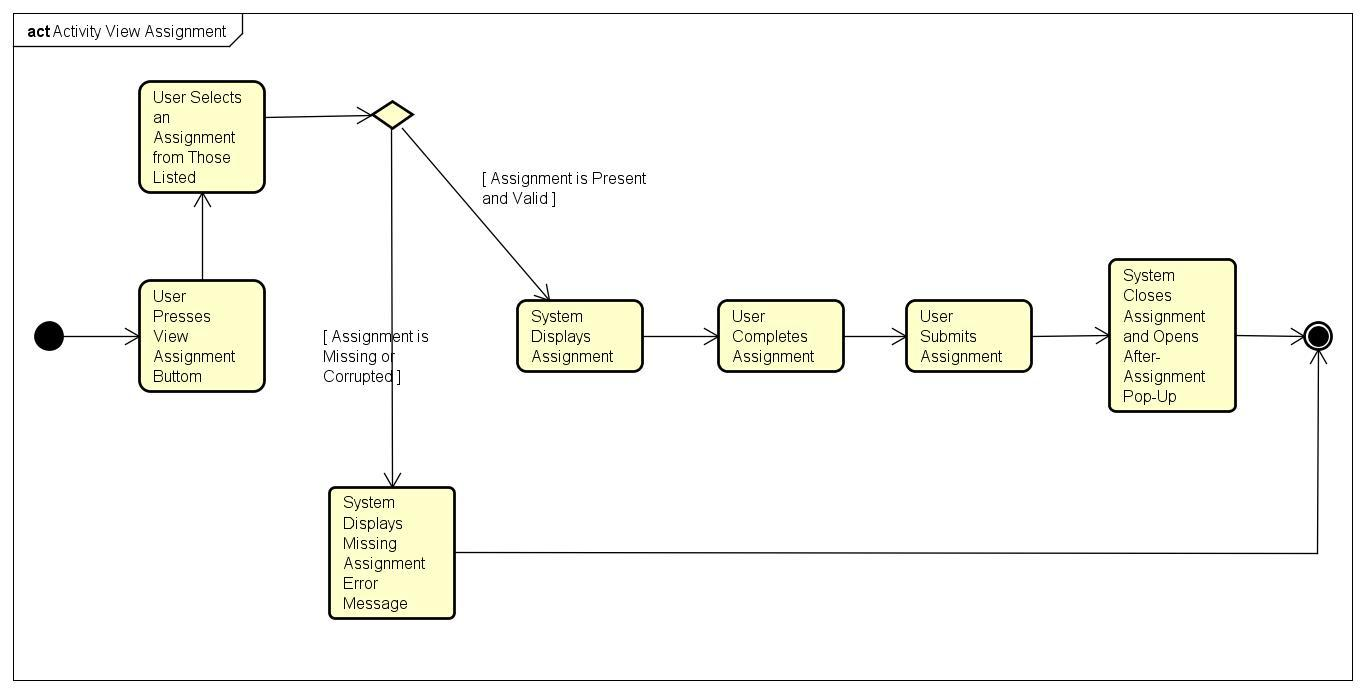 act Activity View Assignment
User Selects
an
Assignment
from Those
Listed
[ Assignment is Present
and Valid ]
User
Presses
View
Assignment
Buttom
[ Assignment is
Missing or
Corrupted ]
System
Displays
Assignment
User
Completes
Assignment
User
Submits
Assignment
System
Closes
Assignment
and Opens
After-
Assignment
Pop-Up
System
Displays
Missing
Assignment
Error
Message